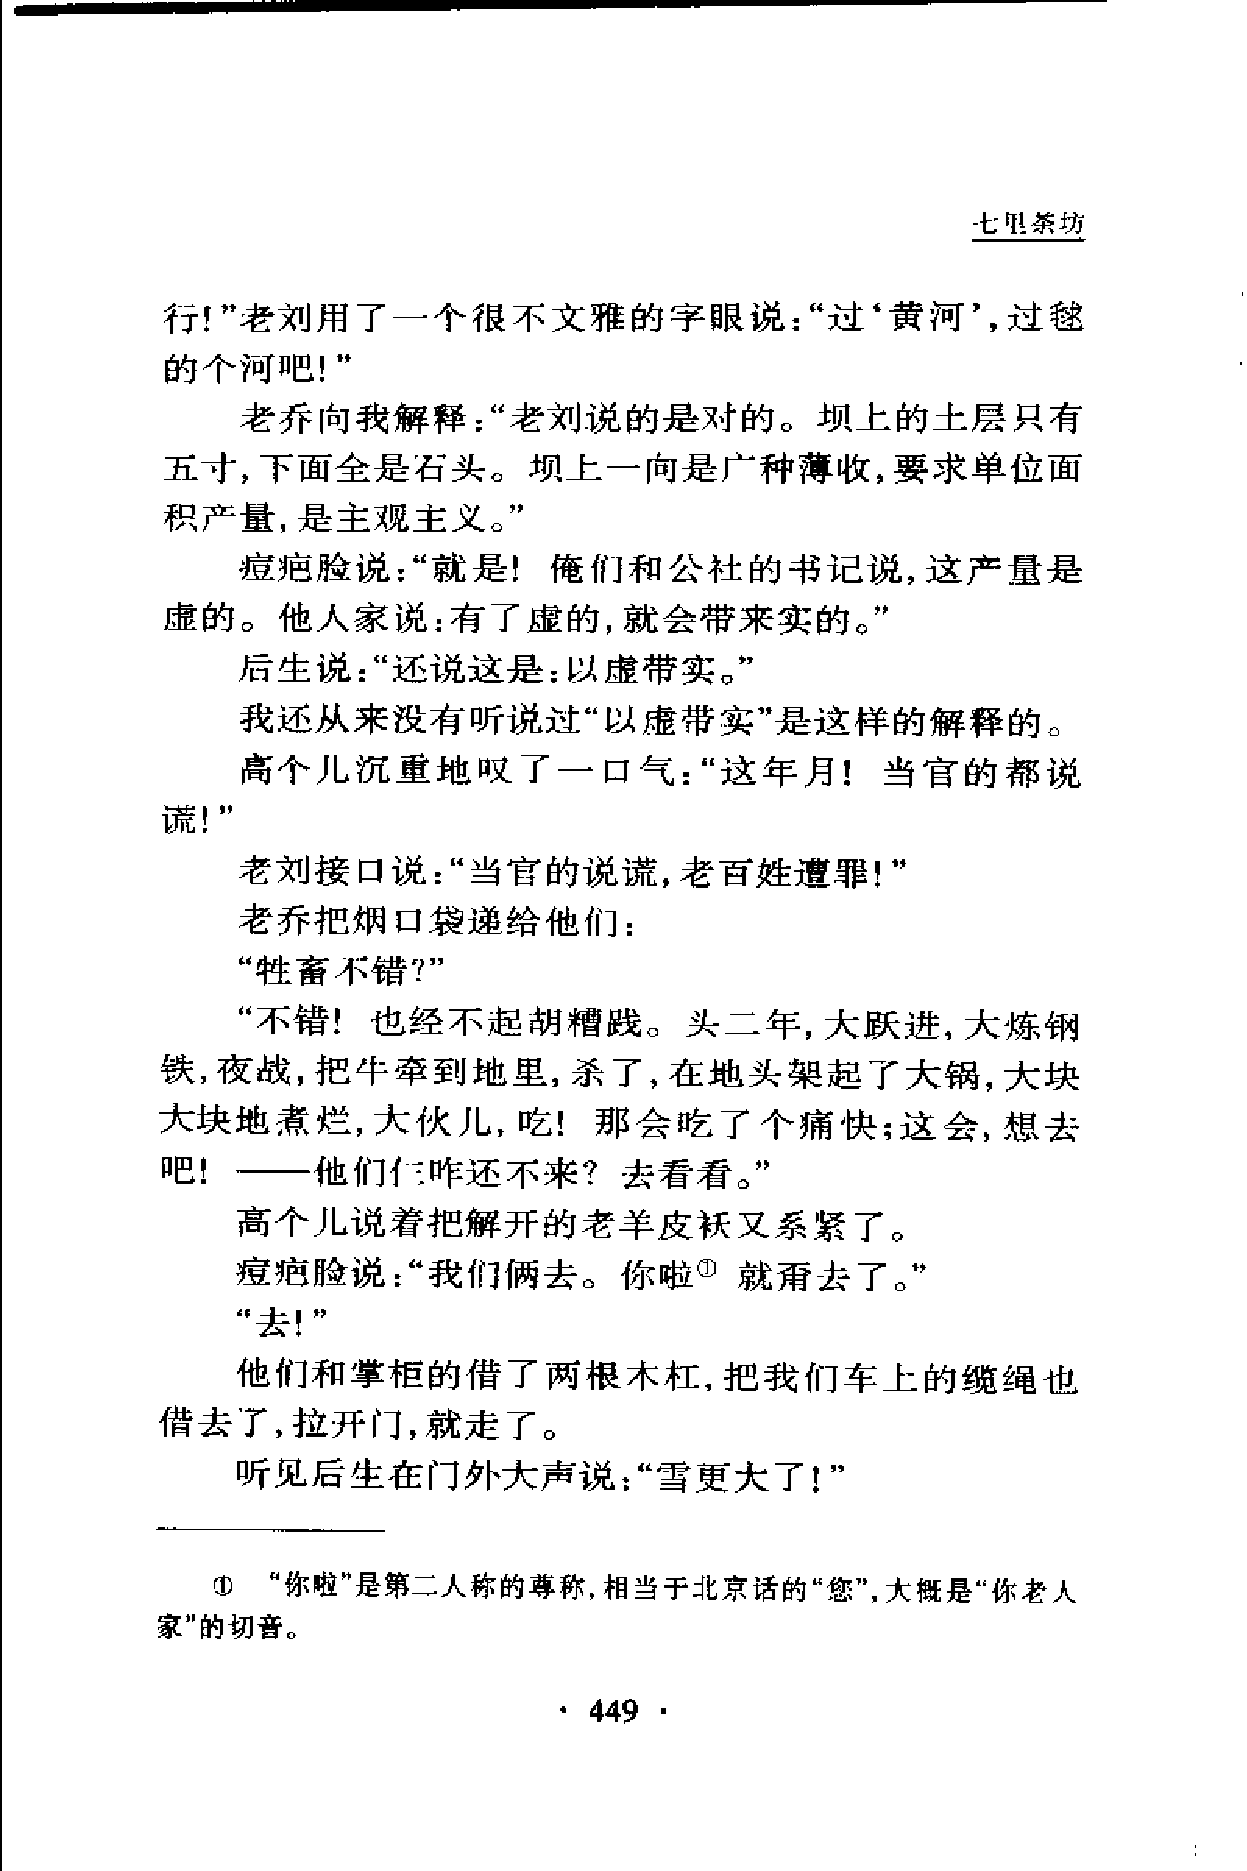 七里茶坊
行!”老刘用了一个很不文雅的字眼说:“过‘黄河’,过毬
的个河吧!”
老乔向我解释:“老刘说的是对的。坝上的土层只有
五寸,下面全是石头。坝上一向是广种薄收,要求单位面
积产量,是主观主义。”
痘疤脸说:“就是! 俺们和公社的书记说,这产量是
虚的。他人家说:有了虚的,就会带来实的。”
后生说:“还说这是:以虚带实。”
我还从来没有听说过“以虚带实”是这样的解释的。
高个儿沉重地叹了一口气:“这年月! 当官的都说
谎!”
老刘接口说:“当官的说谎,老百姓遭罪!”
老乔把烟口袋递给他们:
“牲畜不错?”
“不错! 也经不起胡糟践。头二年,大跃进,大炼钢
铁,夜战,把牛牵到地里,杀了,在地头架起了大锅,大块
大块地煮烂,大伙儿,吃! 那会吃了个痛快;这会,想去
吧! ——他们仨咋还不来? 去看看。”
高个儿说着把解开的老羊皮袄又系紧了。
痘疤脸说:“我们俩去。你啦① 就甭去了。”
“去!”
他们和掌柜的借了两根木杠,把我们车上的缆绳也
借去了,拉开门,就走了。
听见后生在门外大声说:“雪更大了!”
① “你啦”是第二人称的尊称,相当于北京话的“您”,大概是“你老人
家”的切音。
· 449 ·